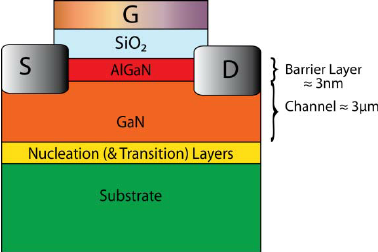 G
SiO₂
S
AlGaN
D
Barrier Layer
≈ 3nm
Channel ≈ 3μm
GaN
Nucleation (& Transition) Layers
Substrate